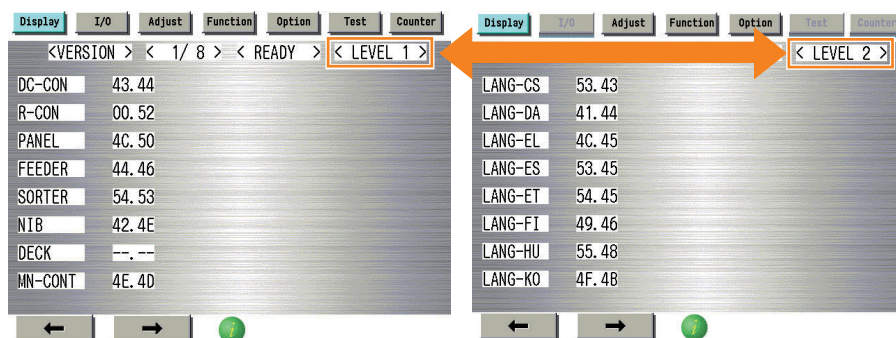 Display I/O Adjust Function Option Test Counter
<VERSION > < 1/ 8 > < READY > < LEVEL 1 >
DC-CON 43.44
R-CON 00.52
PANEL 4C.50
FEEDER 44.46
SORTER 54.53
NIB 42.4E
DECK --.--
MN-CONT 4E.4D
Display I/O Adjust Function Option Test Counter
< LEVEL 2 >
LANG-CS 53.43
LANG-DA 41.44
LANG-EL 4C.45
LANG-ES 53.45
LANG-ET 54.45
LANG-FI 49.46
LANG-HU 55.48
LANG-KO 4F.4B